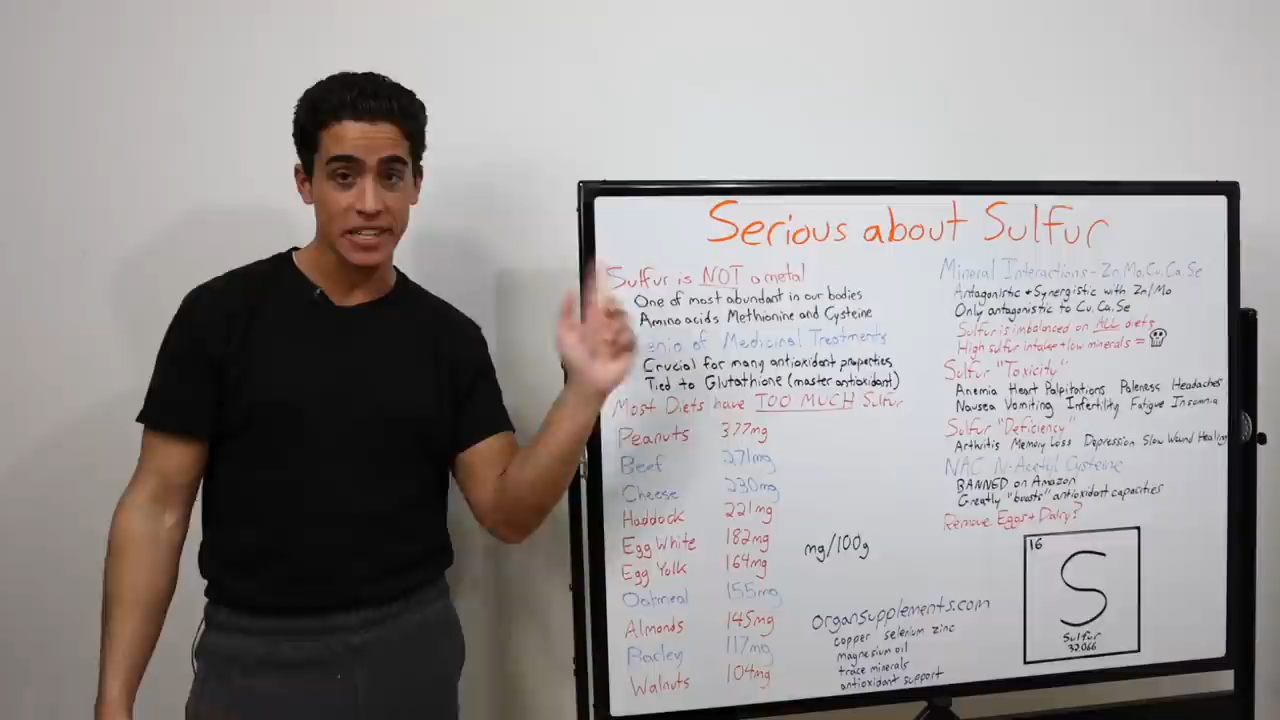 Serious about Sulfur
Sulfur is NOT a metal
One of most abundant in our bodies
Amino acids Methionine and Cysteine
of Medicinal Treatments
Crucial for many antioxidant properties
Tied to Glutathione (master antioxidant)
Most Diets have TOO MUCH Sulfur
Peanuts 377mg
Beef 271mg
Cheese 230mg
Haddock 221mg
Egg White 182mg
Egg Yolk 164mg
Oatmeal 155mg
Almonds 145mg
Barley 117mg
Walnuts 104mg
mg/100g
organsupplements.com
copper selenium zinc
magnesium oil
trace minerals
antioxidant support
Mineral Interactions - Zn, Mo, Cu, Ca, Se
Antagonistic + Synergistic with Zn/Mo
Only antagonistic to Cu, Ca, Se
Sulfur is imbalanced on ALL diets
High sulfur intake + low minerals =
Sulfur "Toxicity"
Anemia Heart Palpitations Paleness Headaches
Nausea Vomiting Infertility Fatigue Insomnia
Sulfur "Deficiency"
Arthritis Memory Loss Depression Slow Wound Healing
NAC N-Acetyl Cysteine
BANNED on Amazon
Greatly "boosts" antioxidant capacities
Remove Eggs + Dairy?
16
S
Sulfur
32.066